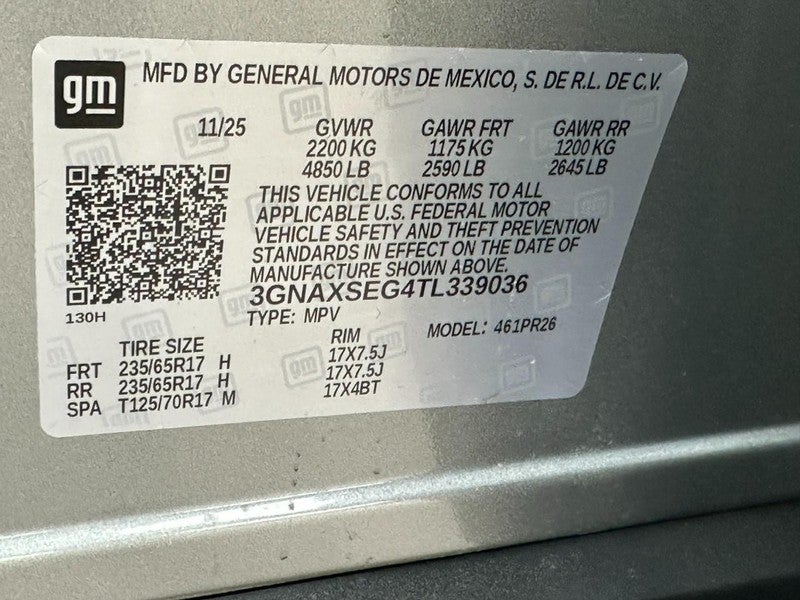 gm
MFD BY GENERAL MOTORS DE MEXICO, S. DE R.L. DE C.V.
11/25 GVWR GAWR FRT GAWR RR
2200 KG 1175 KG 1200 KG
4850 LB 2590 LB 2645 LB
THIS VEHICLE CONFORMS TO ALL
APPLICABLE U.S. FEDERAL MOTOR
VEHICLE SAFETY AND THEFT PREVENTION
STANDARDS IN EFFECT ON THE DATE OF
MANUFACTURE SHOWN ABOVE.
3GNAXSEG4TL339036
130H
TYPE: MPV MODEL: 461PR26
TIRE SIZE RIM
FRT 235/65R17 H 17X7.5J
RR 235/65R17 H 17X7.5J
SPA T125/70R17 M 17X4BT